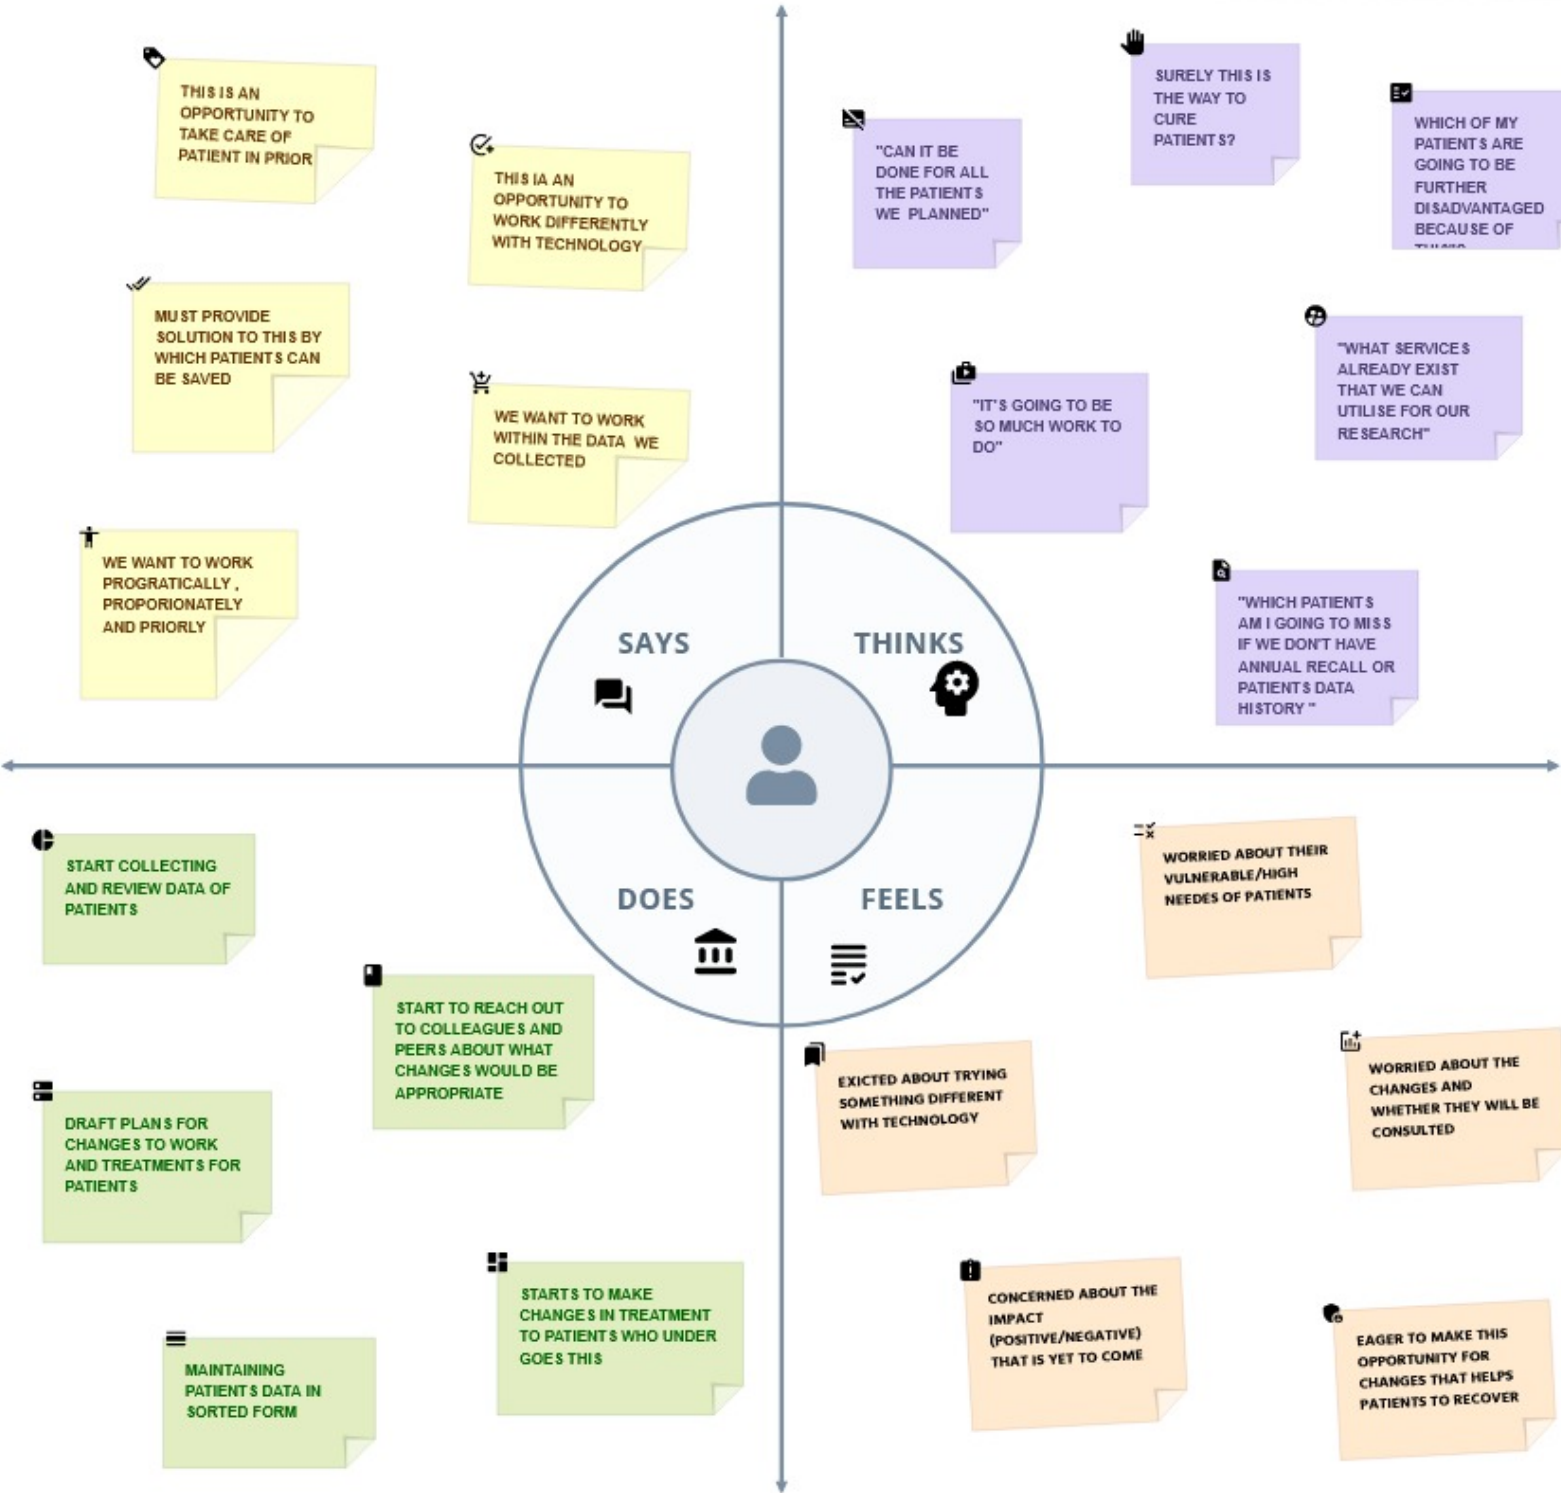 THIS IS AN
OPPORTUNITY TO
TAKE CARE OF
PATIENT IN PRIOR
THIS IA AN
OPPORTUNITY TO
WORK DIFFERENTLY
WITH TECHNOLOGY
MUST PROVIDE
SOLUTION TO THIS BY
WHICH PATIENTS CAN
BE SAVED
WE WANT TO WORK
WITHIN THE DATA WE
COLLECTED
WE WANT TO WORK
PROGRATICALLY ,
PROPORIONATELY
AND PRIORLY
SURELY THIS IS
THE WAY TO
CURE
PATIENTS?
"CAN IT BE
DONE FOR ALL
THE PATIENTS
WE PLANNED"
WHICH OF MY
PATIENTS ARE
GOING TO BE
FURTHER
DISADVANTAGED
BECAUSE OF
"WHAT SERVICES
ALREADY EXIST
THAT WE CAN
UTILISE FOR OUR
RESEARCH"
"IT'S GOING TO BE
SO MUCH WORK TO
DO"
"WHICH PATIENTS
AM I GOING TO MISS
IF WE DON'T HAVE
ANNUAL RECALL OR
PATIENTS DATA
HISTORY "
SAYS
THINKS
DOES
FEELS
START COLLECTING
AND REVIEW DATA OF
PATIENTS
START TO REACH OUT
TO COLLEAGUES AND
PEERS ABOUT WHAT
CHANGES WOULD BE
APPROPRIATE
DRAFT PLANS FOR
CHANGES TO WORK
AND TREATMENTS FOR
PATIENTS
STARTS TO MAKE
CHANGES IN TREATMENT
TO PATIENTS WHO UNDER
GOES THIS
MAINTAINING
PATIENTS DATA IN
SORTED FORM
WORRIED ABOUT THEIR
VULNERABLE/HIGH
NEEDES OF PATIENTS
EXICTED ABOUT TRYING
SOMETHING DIFFERENT
WITH TECHNOLOGY
WORRIED ABOUT THE
CHANGES AND
WHETHER THEY WILL BE
CONSULTED
CONCERNED ABOUT THE
IMPACT
(POSITIVE/NEGATIVE)
THAT IS YET TO COME
EAGER TO MAKE THIS
OPPORTUNITY FOR
CHANGES THAT HELPS
PATIENTS TO RECOVER